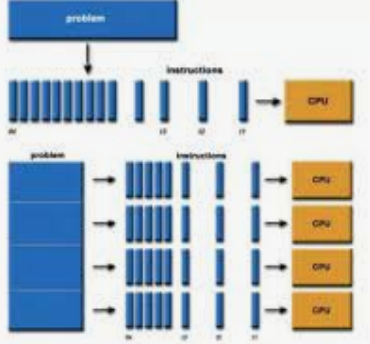 problem
instructions
CPU
tN t3 t2 t1
problem instructions
CPU
CPU
CPU
CPU
tN t3 t2 t1